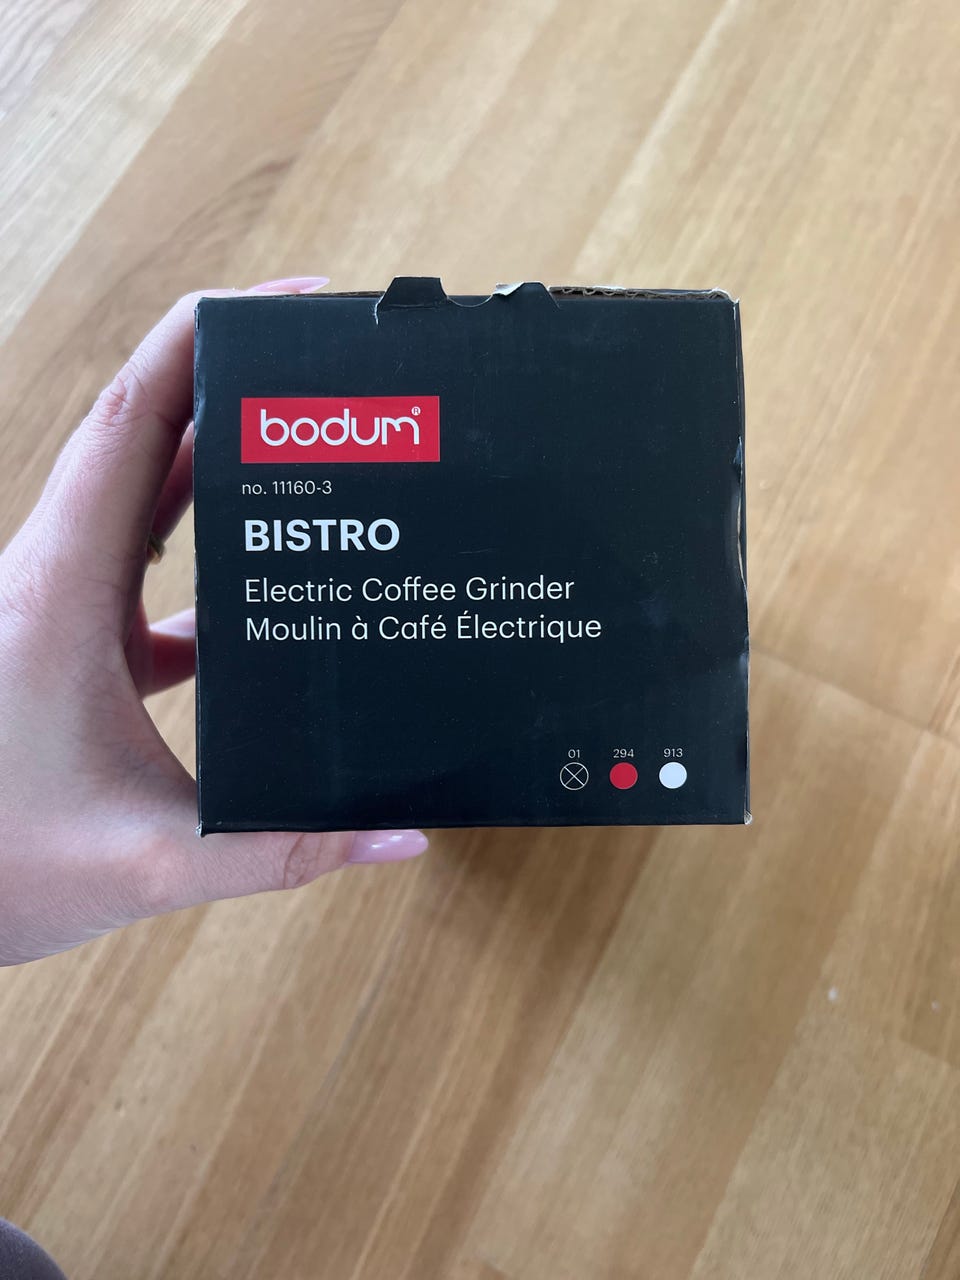 bodum®
no. 11160-3
BISTRO
Electric Coffee Grinder
Moulin à Café Électrique
01 294 913